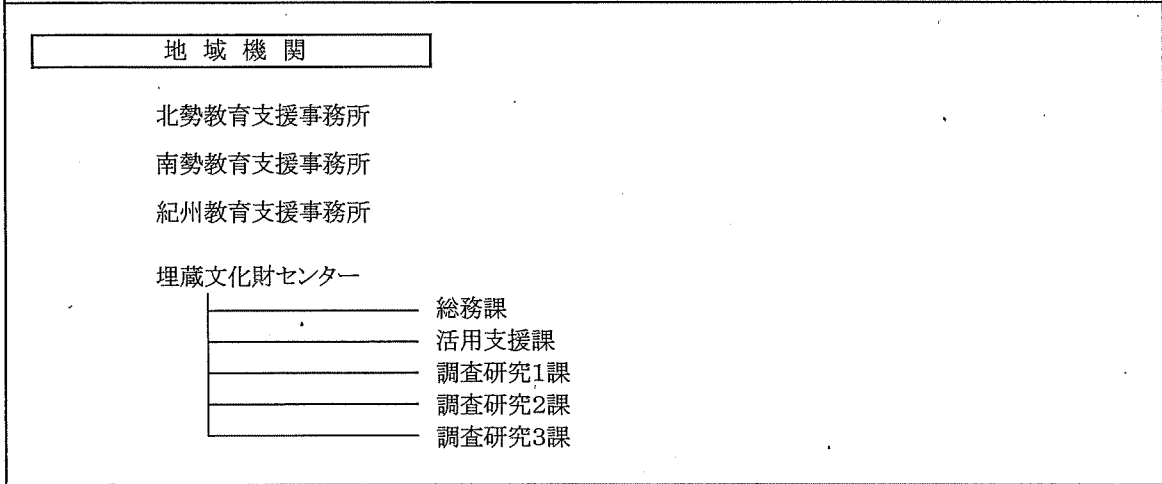 地域機関
北勢教育支援事務所
南勢教育支援事務所
紀州教育支援事務所
埋蔵文化財センター
総務課
活用支援課
調査研究1課
調査研究2課
調査研究3課